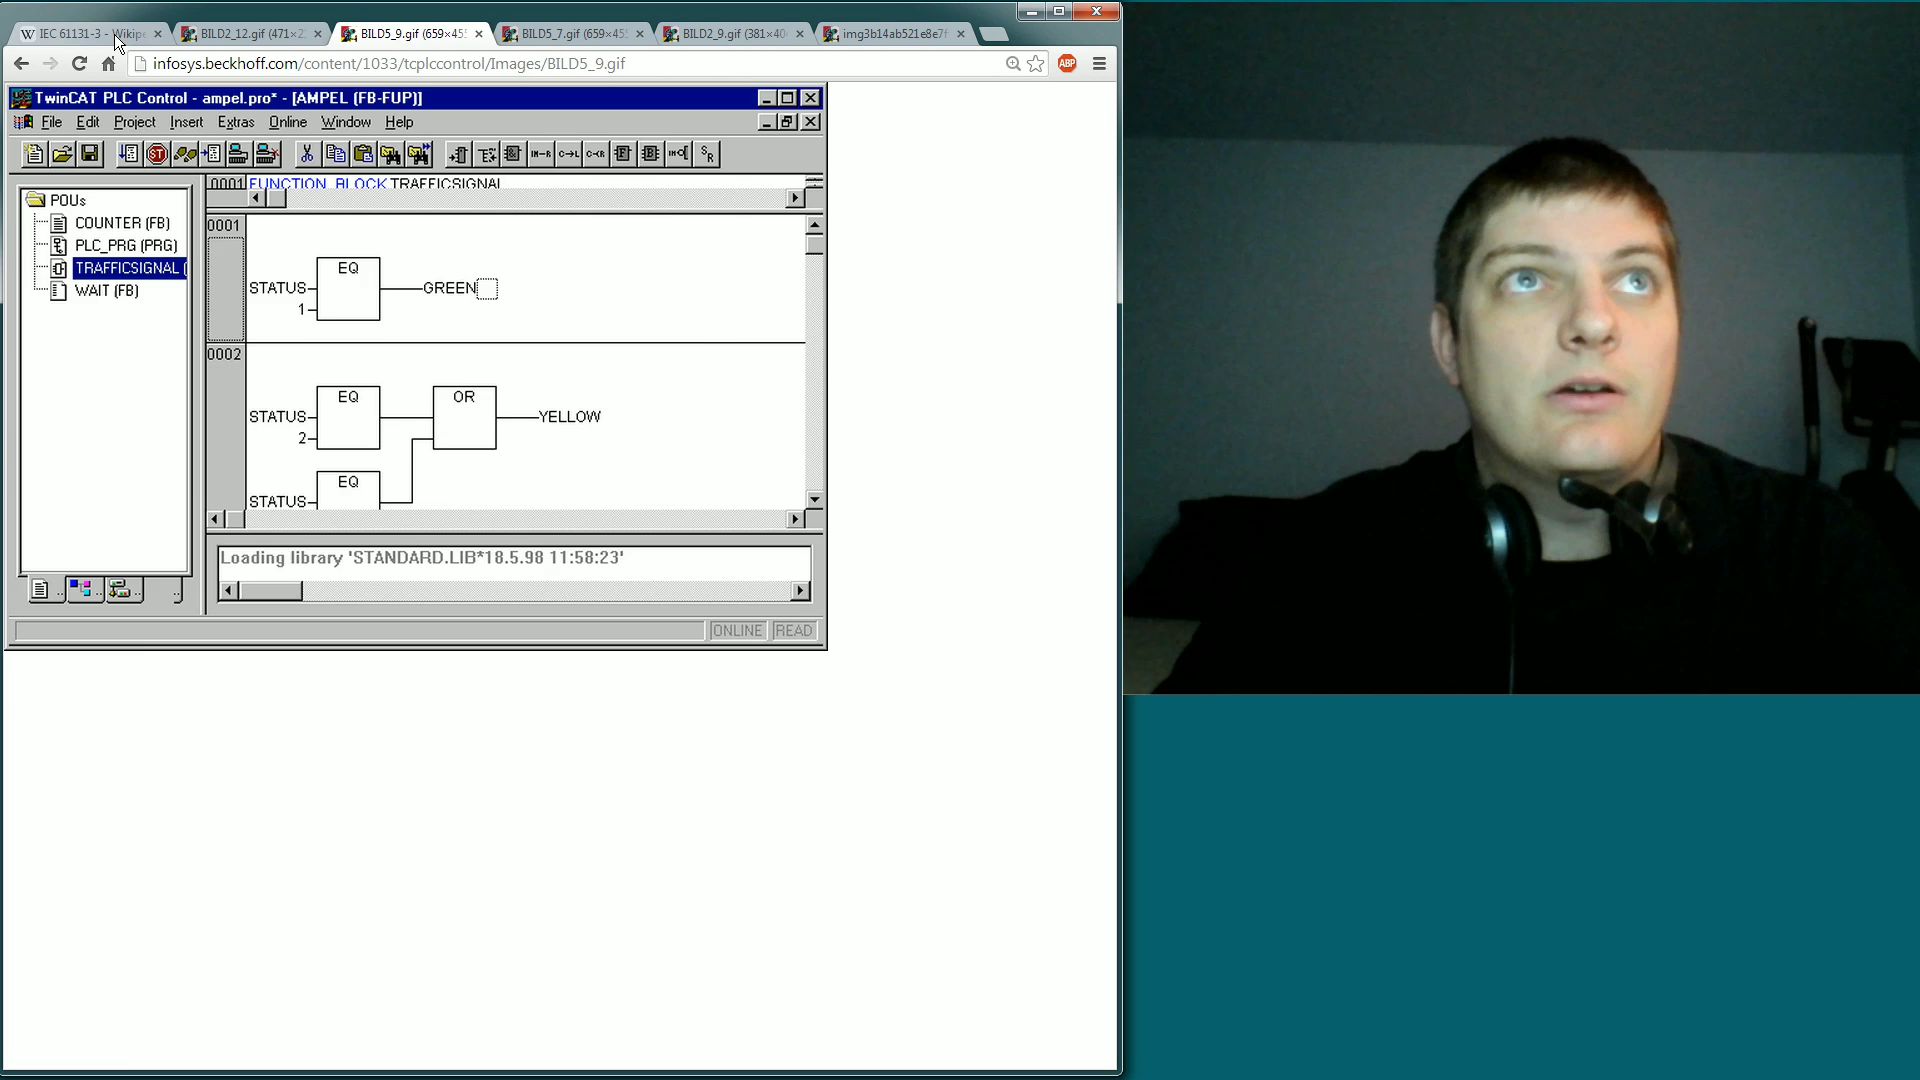 IEC 61131-3 - Wikipe
BILD2_12.gif (471×2
BILD5_9.gif (659×455
BILD5_7.gif (659×455
BILD2_9.gif (381×40
img3b14ab521e8e7f
infosys.beckhoff.com/content/1033/tcplccontrol/Images/BILD5_9.gif
ABP
TwinCAT PLC Control - ampel.pro* - [AMPEL (FB-FUP)]
File Edit Project Insert Extras Online Window Help
POUs
COUNTER (FB)
PLC_PRG (PRG)
TRAFFICSIGNAL (
WAIT (FB)
0001 FUNCTION_BLOCK TRAFFICSIGNAL
0001
EQ
STATUS GREEN
1
0002
EQ OR
STATUS YELLOW
2
EQ
STATUS
Loading library 'STANDARD.LIB*18.5.98 11:58:23'
ONLINE READ